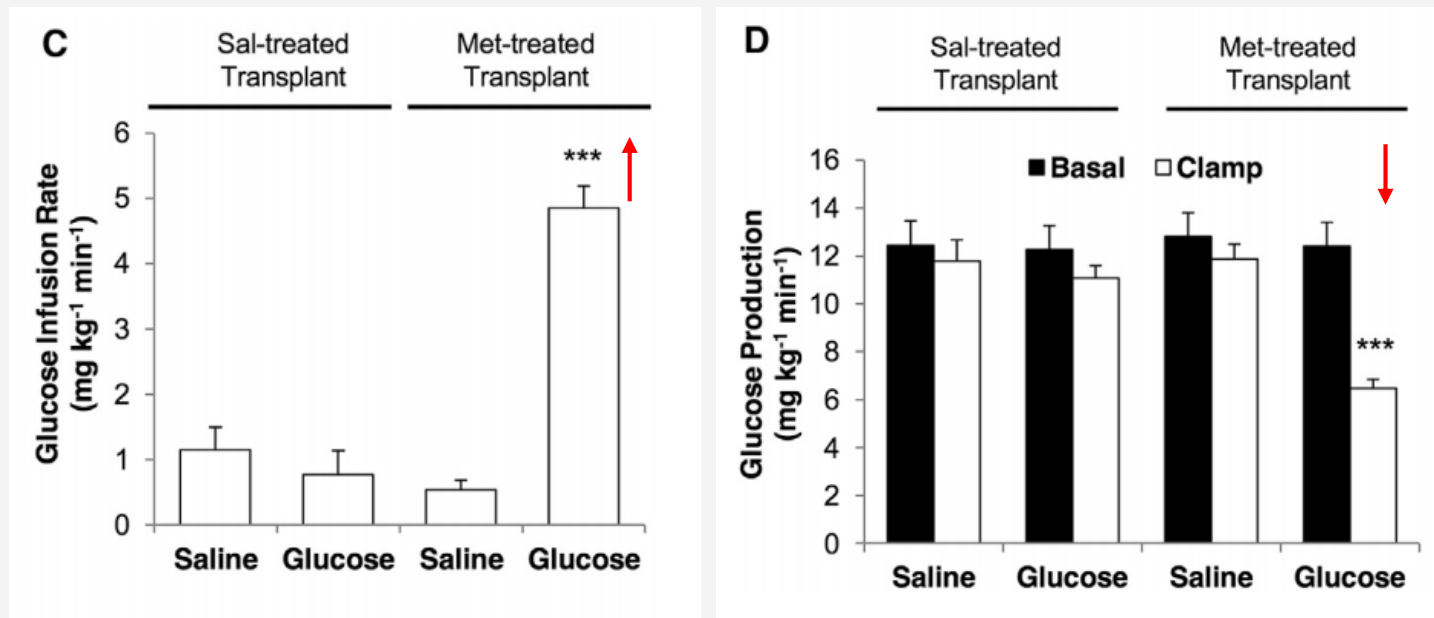 C
Sal-treated
Transplant
Met-treated
Transplant
Glucose Infusion Rate
(mg kg⁻¹ min⁻¹)
6
5
4
3
2
1
0
***
Saline Glucose Saline Glucose
D
Sal-treated
Transplant
Met-treated
Transplant
Glucose Production
(mg kg⁻¹ min⁻¹)
16
14
12
10
8
6
4
2
0
Basal Clamp
***
Saline Glucose Saline Glucose